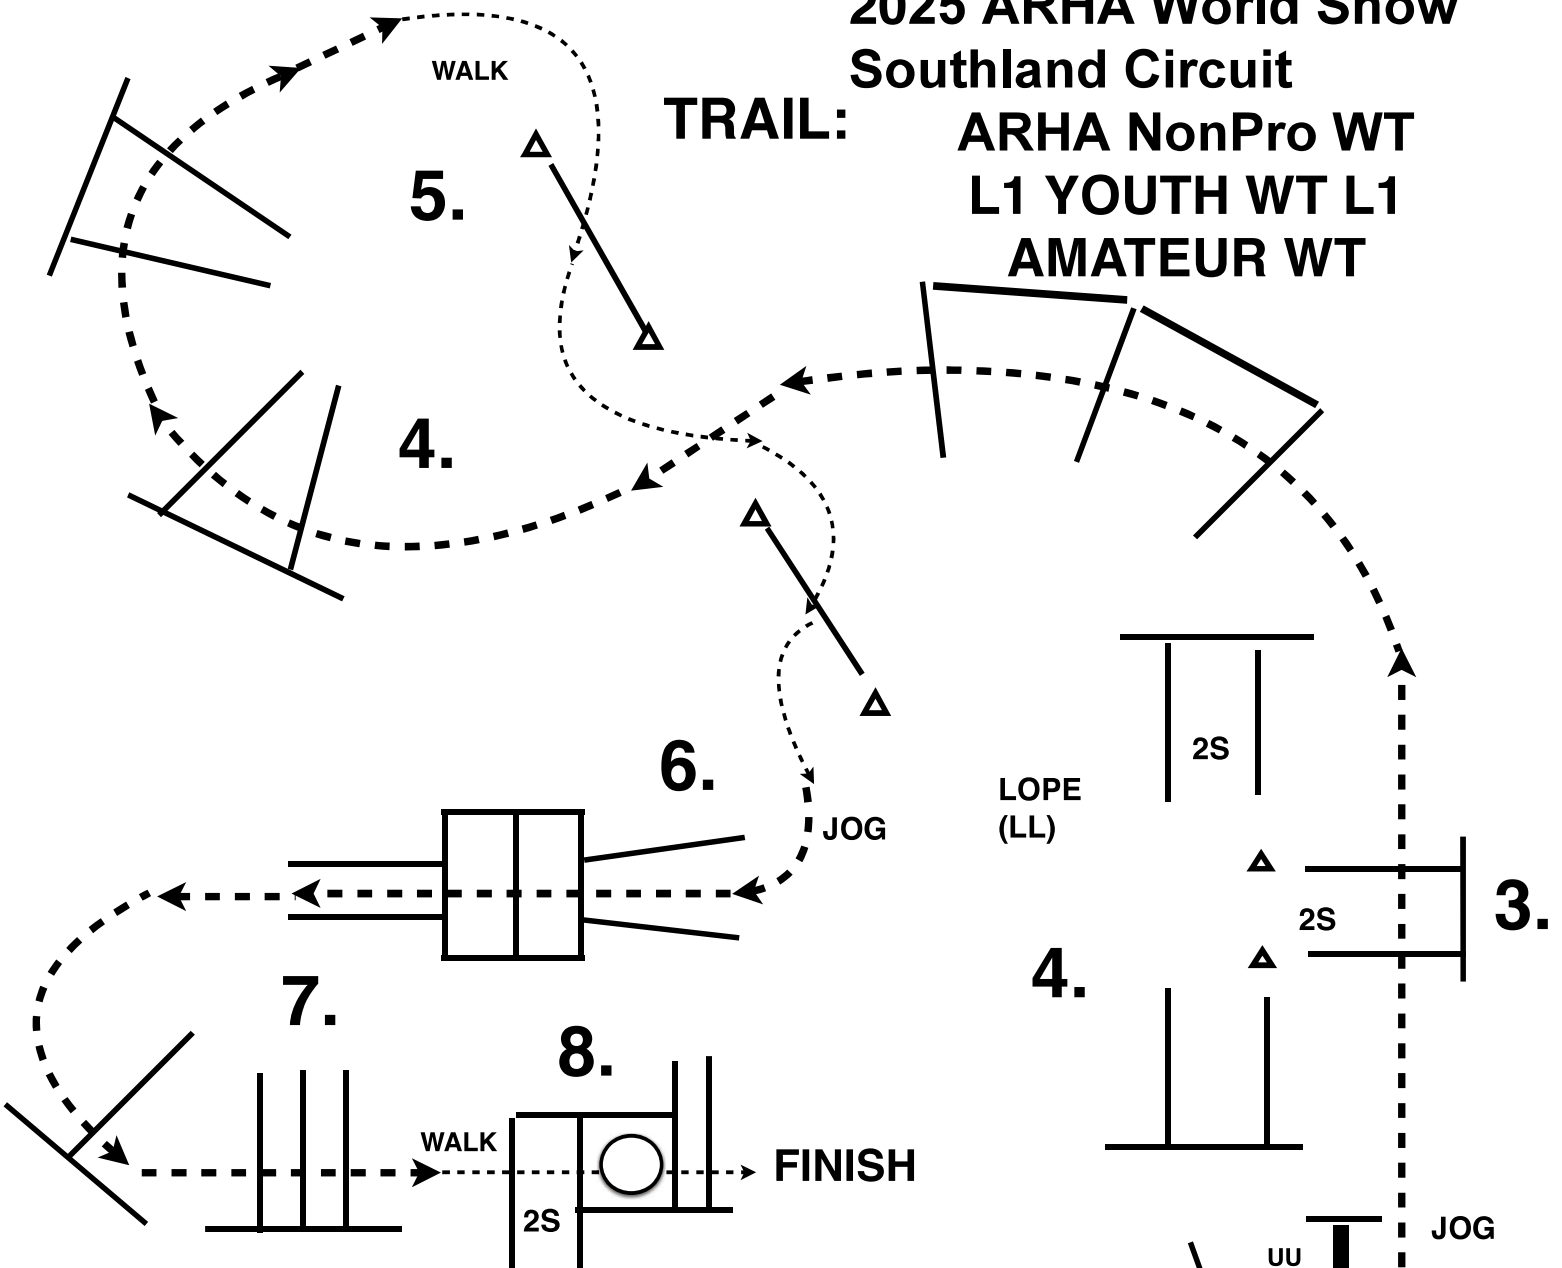 2025 ARHA World Show
Southland Circuit
TRAIL:
ARHA NonPro WT
L1 YOUTH WT L1
AMATEUR WT
WALK
5.
4.
2S
6.
LOPE
(LL)
JOG
3.
2S
4.
7.
8.
WALK
FINISH
2S
JOG
UU